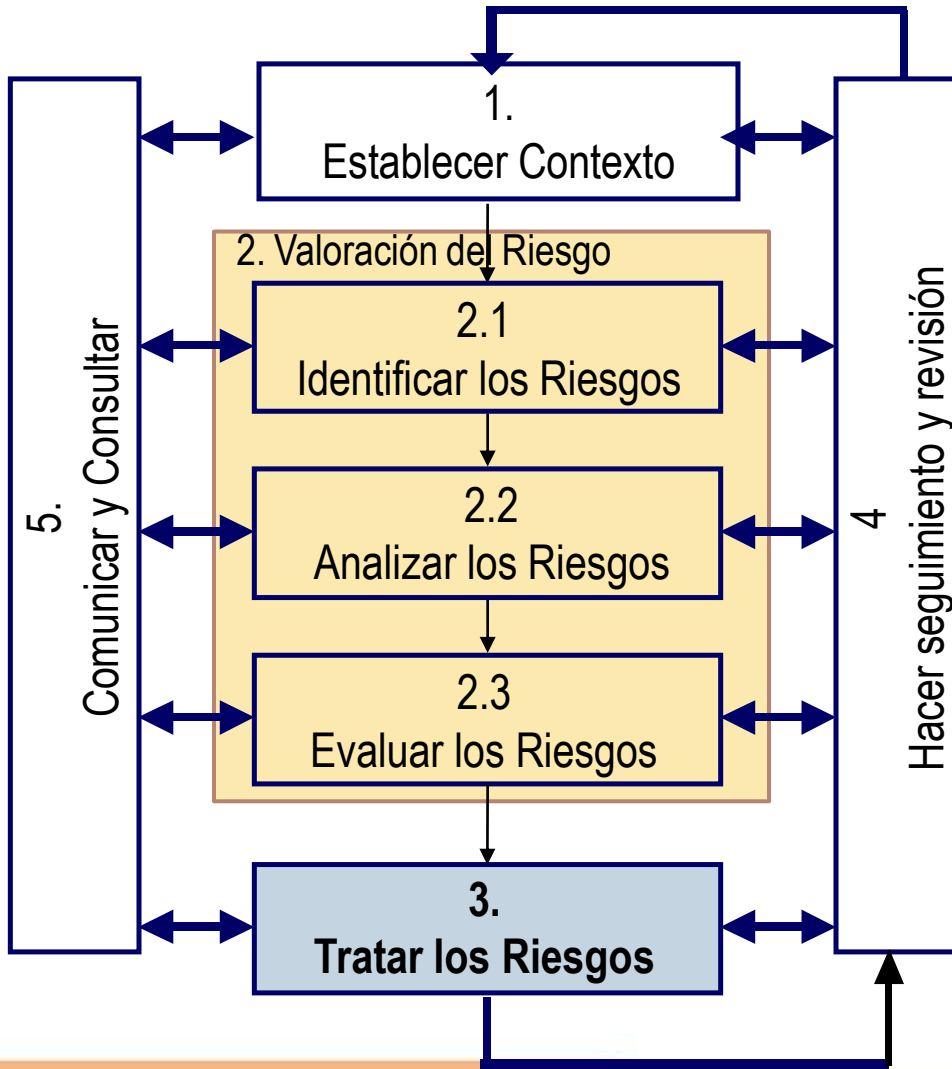 1.
Establecer Contexto
2. Valoración del Riesgo
2.1
Identificar los Riesgos
2.2
Analizar los Riesgos
2.3
Evaluar los Riesgos
3.
Tratar los Riesgos
5.
Comunicar y Consultar
4
Hacer seguimiento y revisión